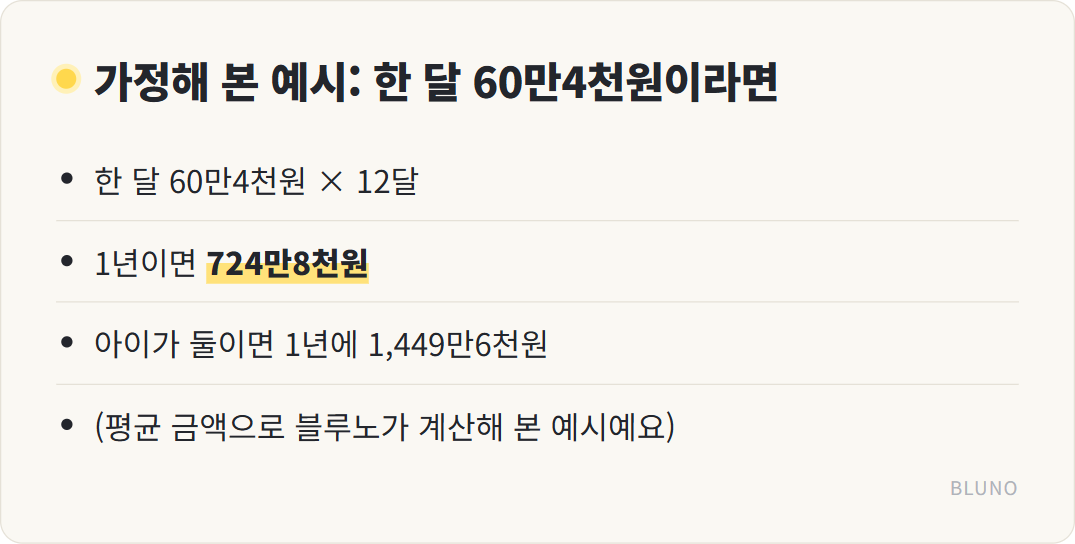 가정해 본 예시: 한 달 60만4천원이라면
한 달 60만4천원 × 12달
1년이면 724만8천원
아이가 둘이면 1년에 1,449만6천원
(평균 금액으로 블루노가 계산해 본 예시예요)
BLUNO